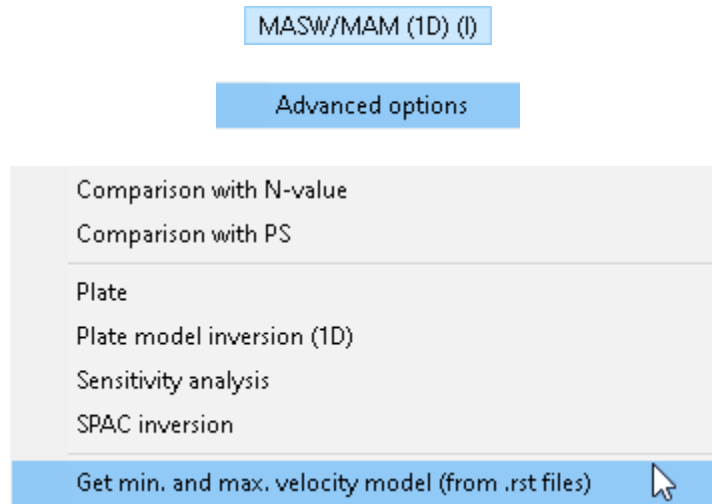 MASW/MAM (1D) (I)
Advanced options
Comparison with N-value
Comparison with PS
Plate
Plate model inversion (1D)
Sensitivity analysis
SPAC inversion
Get min. and max. velocity model (from .rst files)